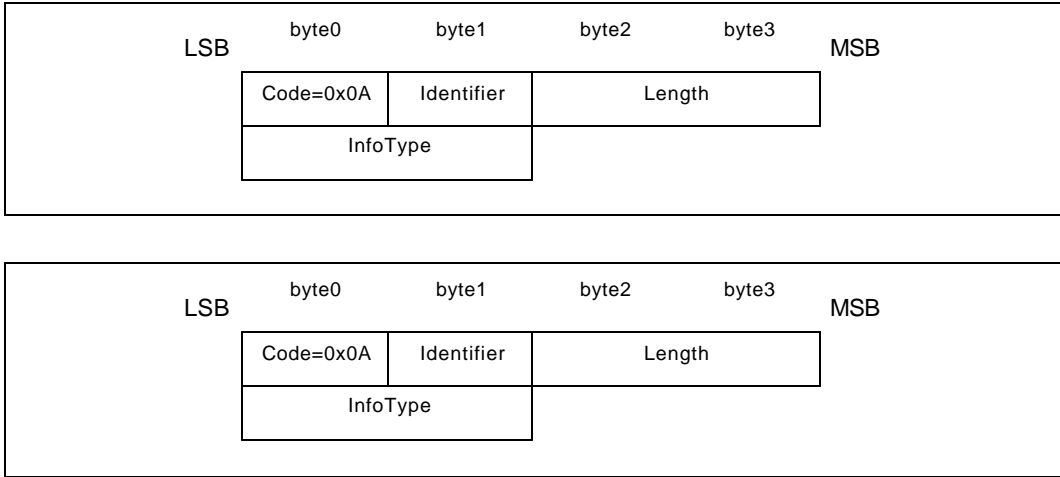 byte0 byte1 byte2 byte3
LSB MSB
Code=0x0A Identifier Length
InfoType
byte0 byte1 byte2 byte3
LSB MSB
Code=0x0A Identifier Length
InfoType